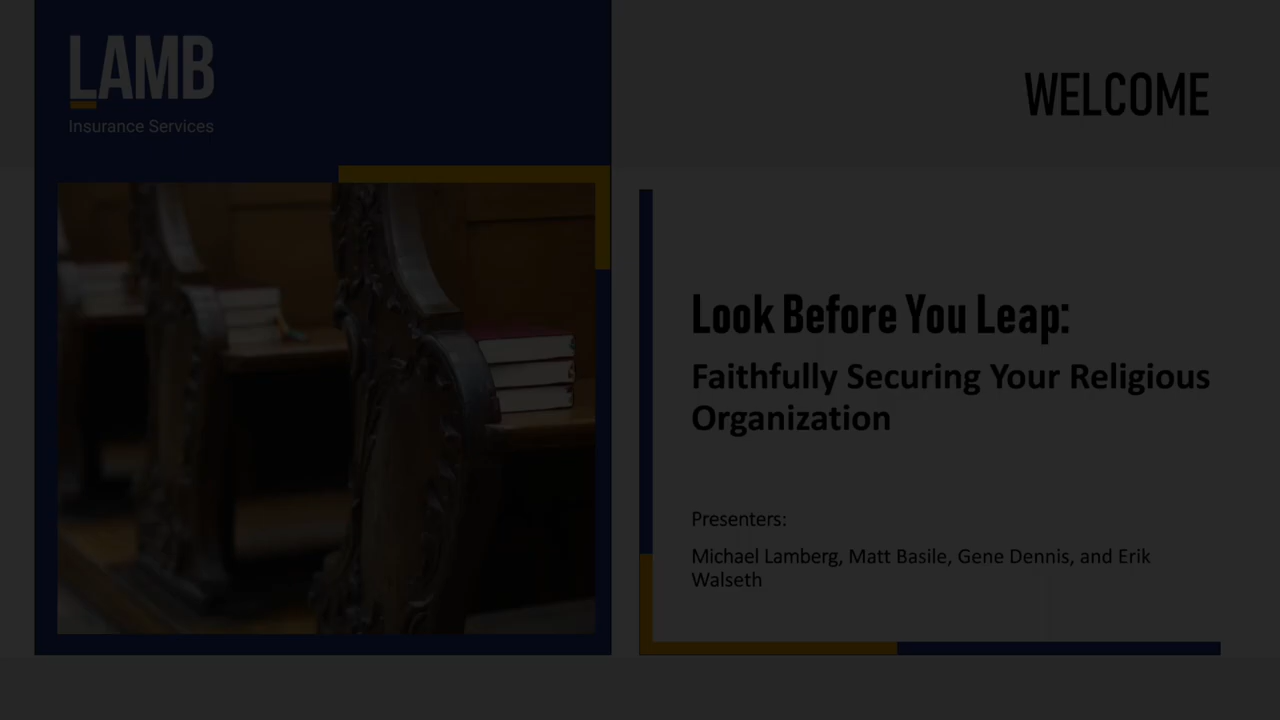 LAMB
Insurance Services
WELCOME
Look Before You Leap:
Faithfully Securing Your Religious
Organization
Presenters:
Michael Lamberg, Matt Basile, Gene Dennis, and Erik
Walseth